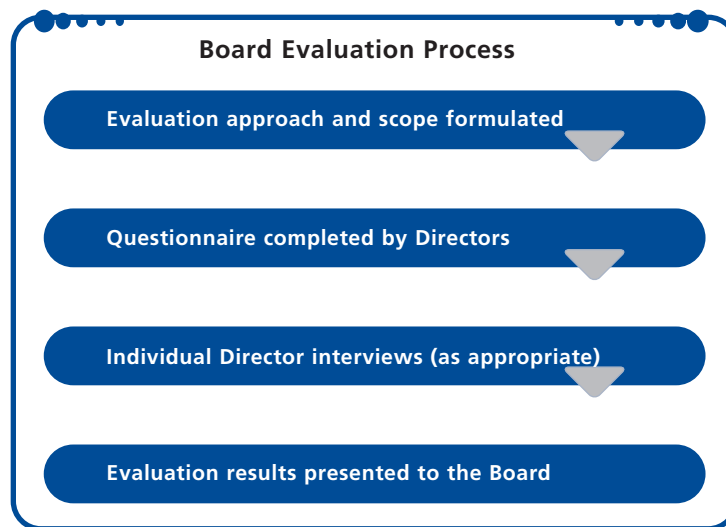 Board Evaluation Process
Evaluation approach and scope formulated
Questionnaire completed by Directors
Individual Director interviews (as appropriate)
Evaluation results presented to the Board